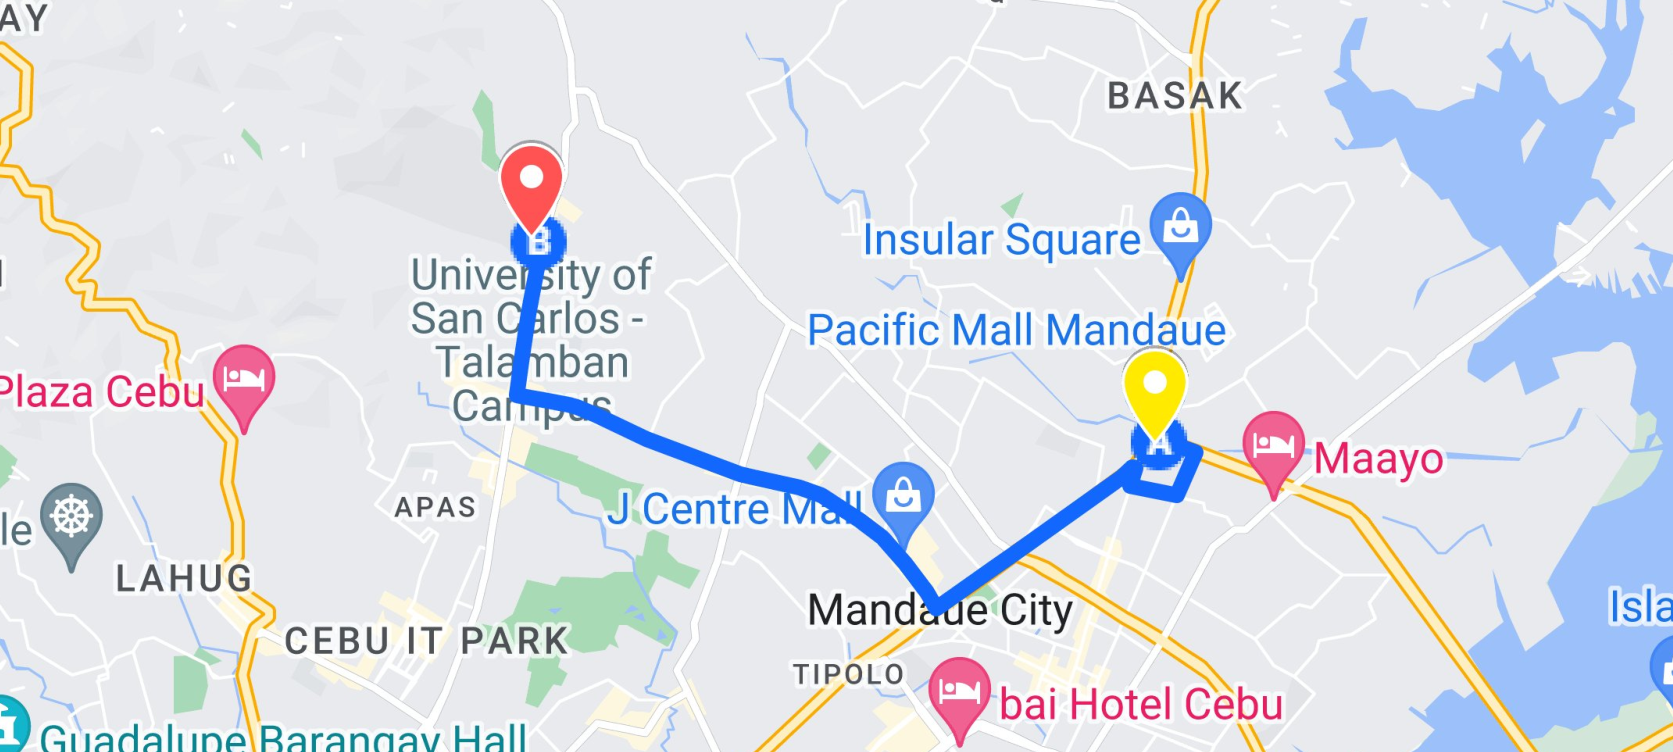 AY
BASAK
B
Insular Square
University of
San Carlos -
Talamban
Campus
Pacific Mall Mandaue
Plaza Cebu
A
Maayo
J Centre Mall
APAS
le
LAHUG
Mandaue City
Isla
CEBU IT PARK
TIPOLO
bai Hotel Cebu
Guadalupe Barangay Hall